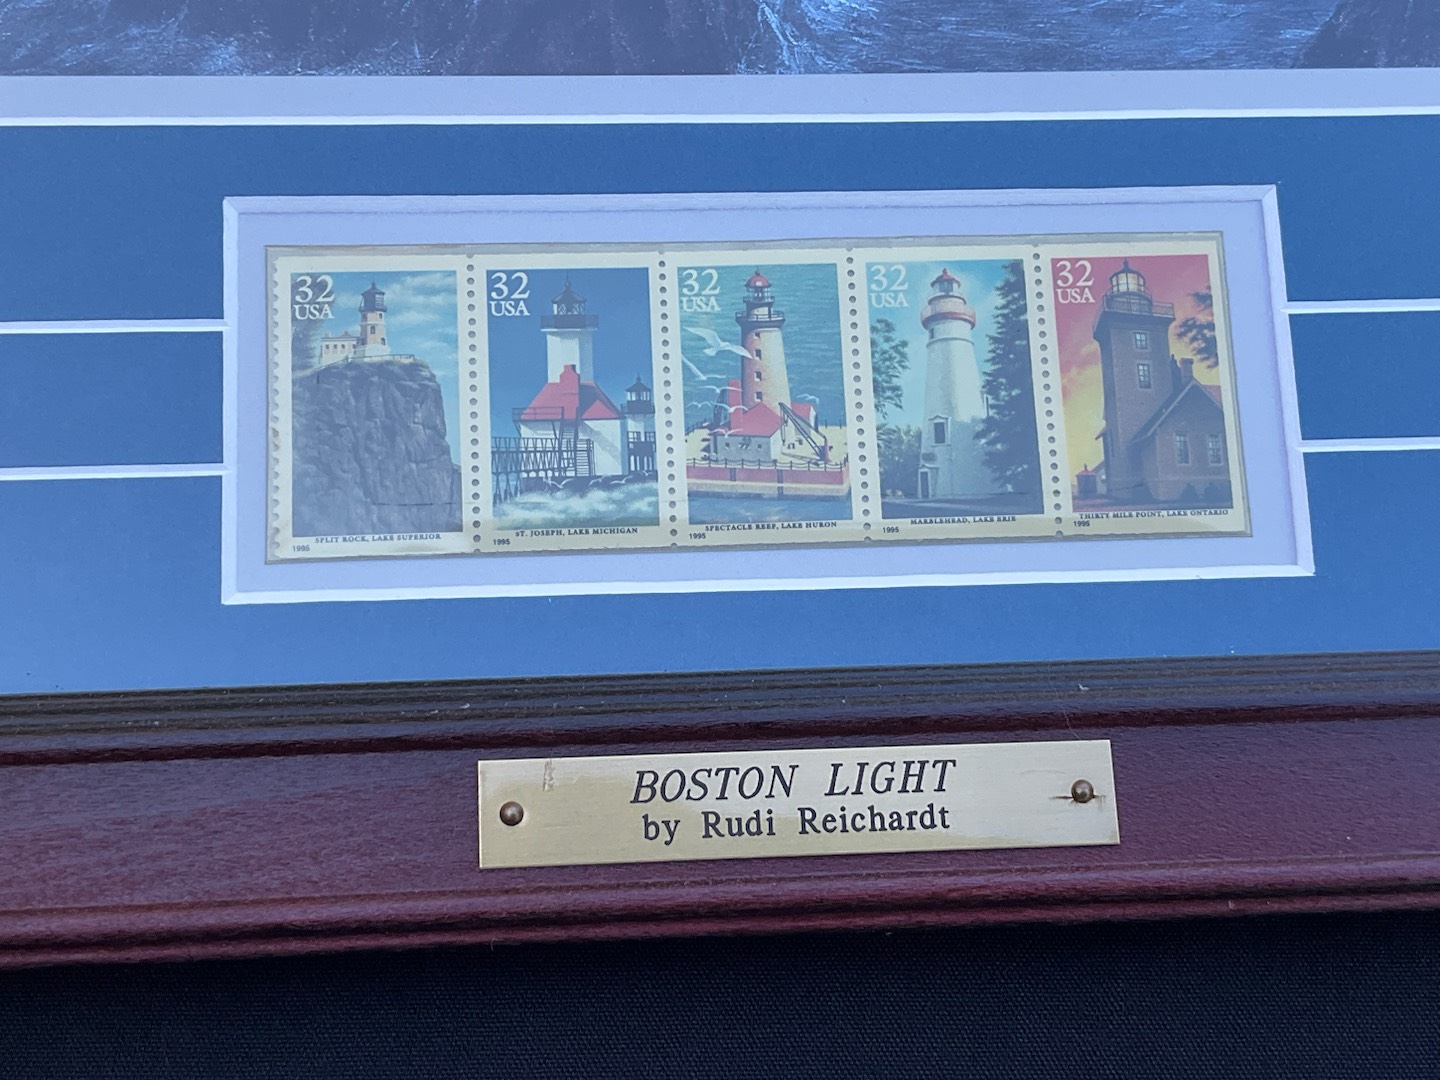 32
USA
SPLIT ROCK, LAKE SUPERIOR
1995
32
USA
ST. JOSEPH, LAKE MICHIGAN
1995
32
USA
SPECTACLE REEF, LAKE HURON
1995
32
USA
MARBLEHEAD, LAKE ERIE
1995
32
USA
THIRTY MILE POINT, LAKE ONTARIO
1995
BOSTON LIGHT
by Rudi Reichardt